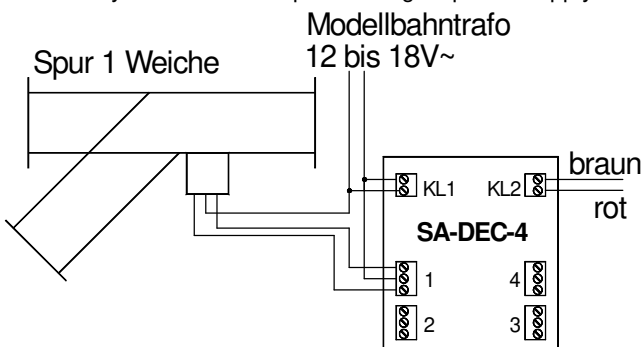 Modellbahntrafo
12 bis 18V~
Spur 1 Weiche
braun
KL1 KL2
rot
SA-DEC-4
1 4
2 3